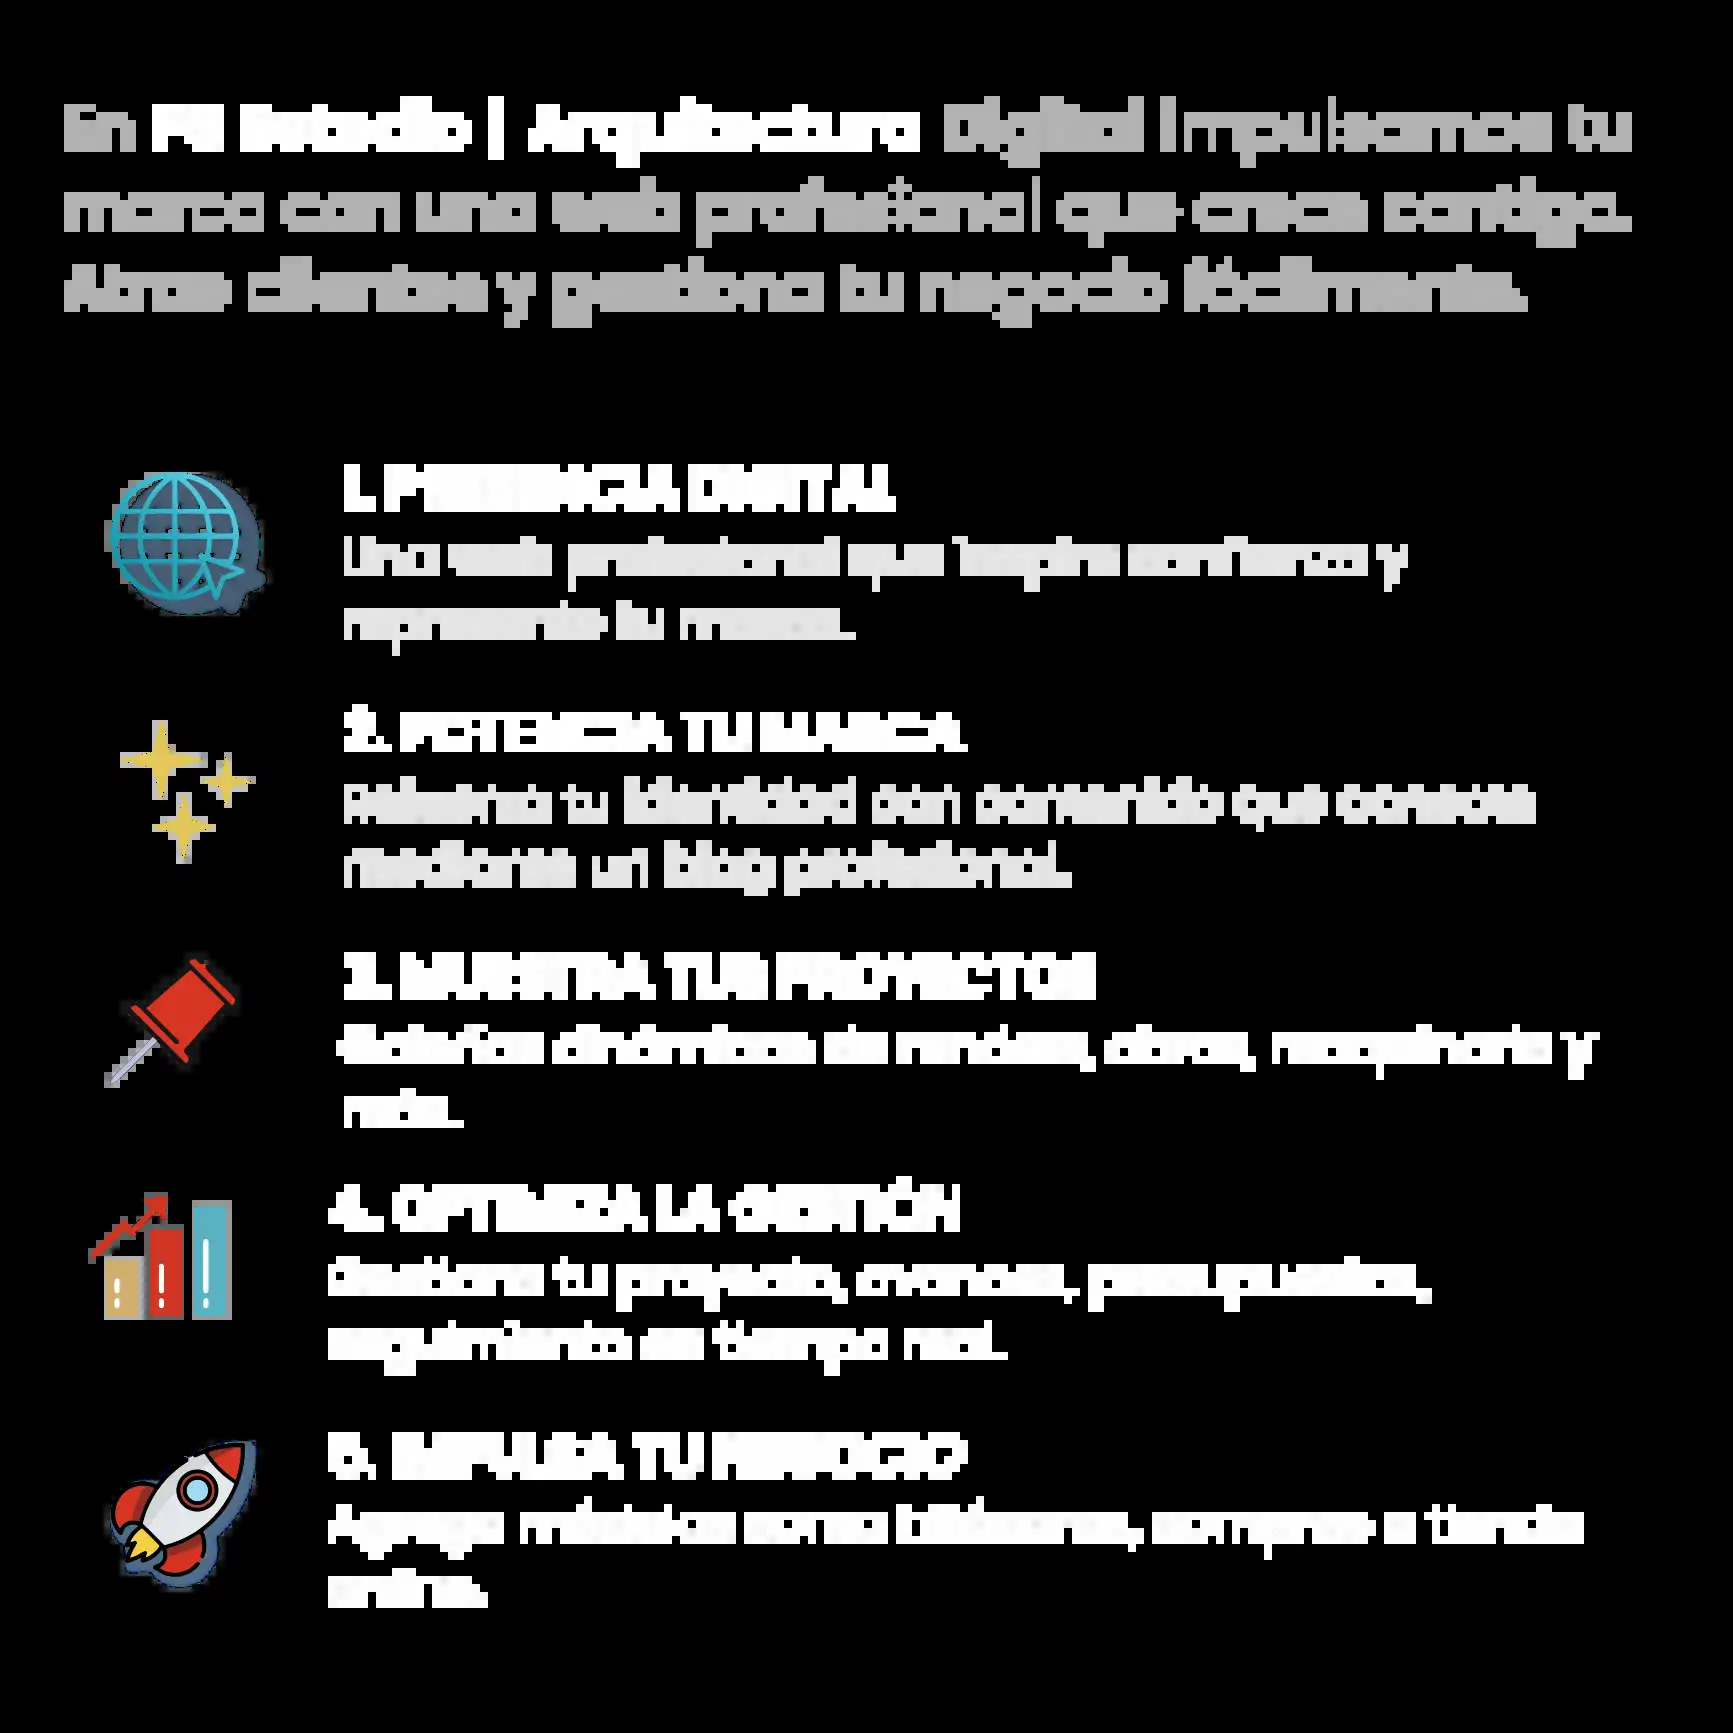 En Estudio | Arquitectura Digital impulsamos tu
marca con una web profesional que crece contigo.
Atrae clientes y gestiona tu negocio fácilmente.
1. DIGITAL
Una web profesional que inspire confianza y
represente tu marca.
2. POTENCIA TU MARCA
Refuerza tu identidad con contenido que conecta
mediante un blog profesional.
3. MUESTRA TUS PROYECTOS
Galerías dinámicas de renders, obras, maquinaria y
más.
4. OPTIMIZA LA GESTIÓN
Gestiona tu proyecto, avances, presupuestos,
seguimiento en tiempo real.
5. IMPULSA TU NEGOCIO
Agrega módulos como compras o tienda
online.